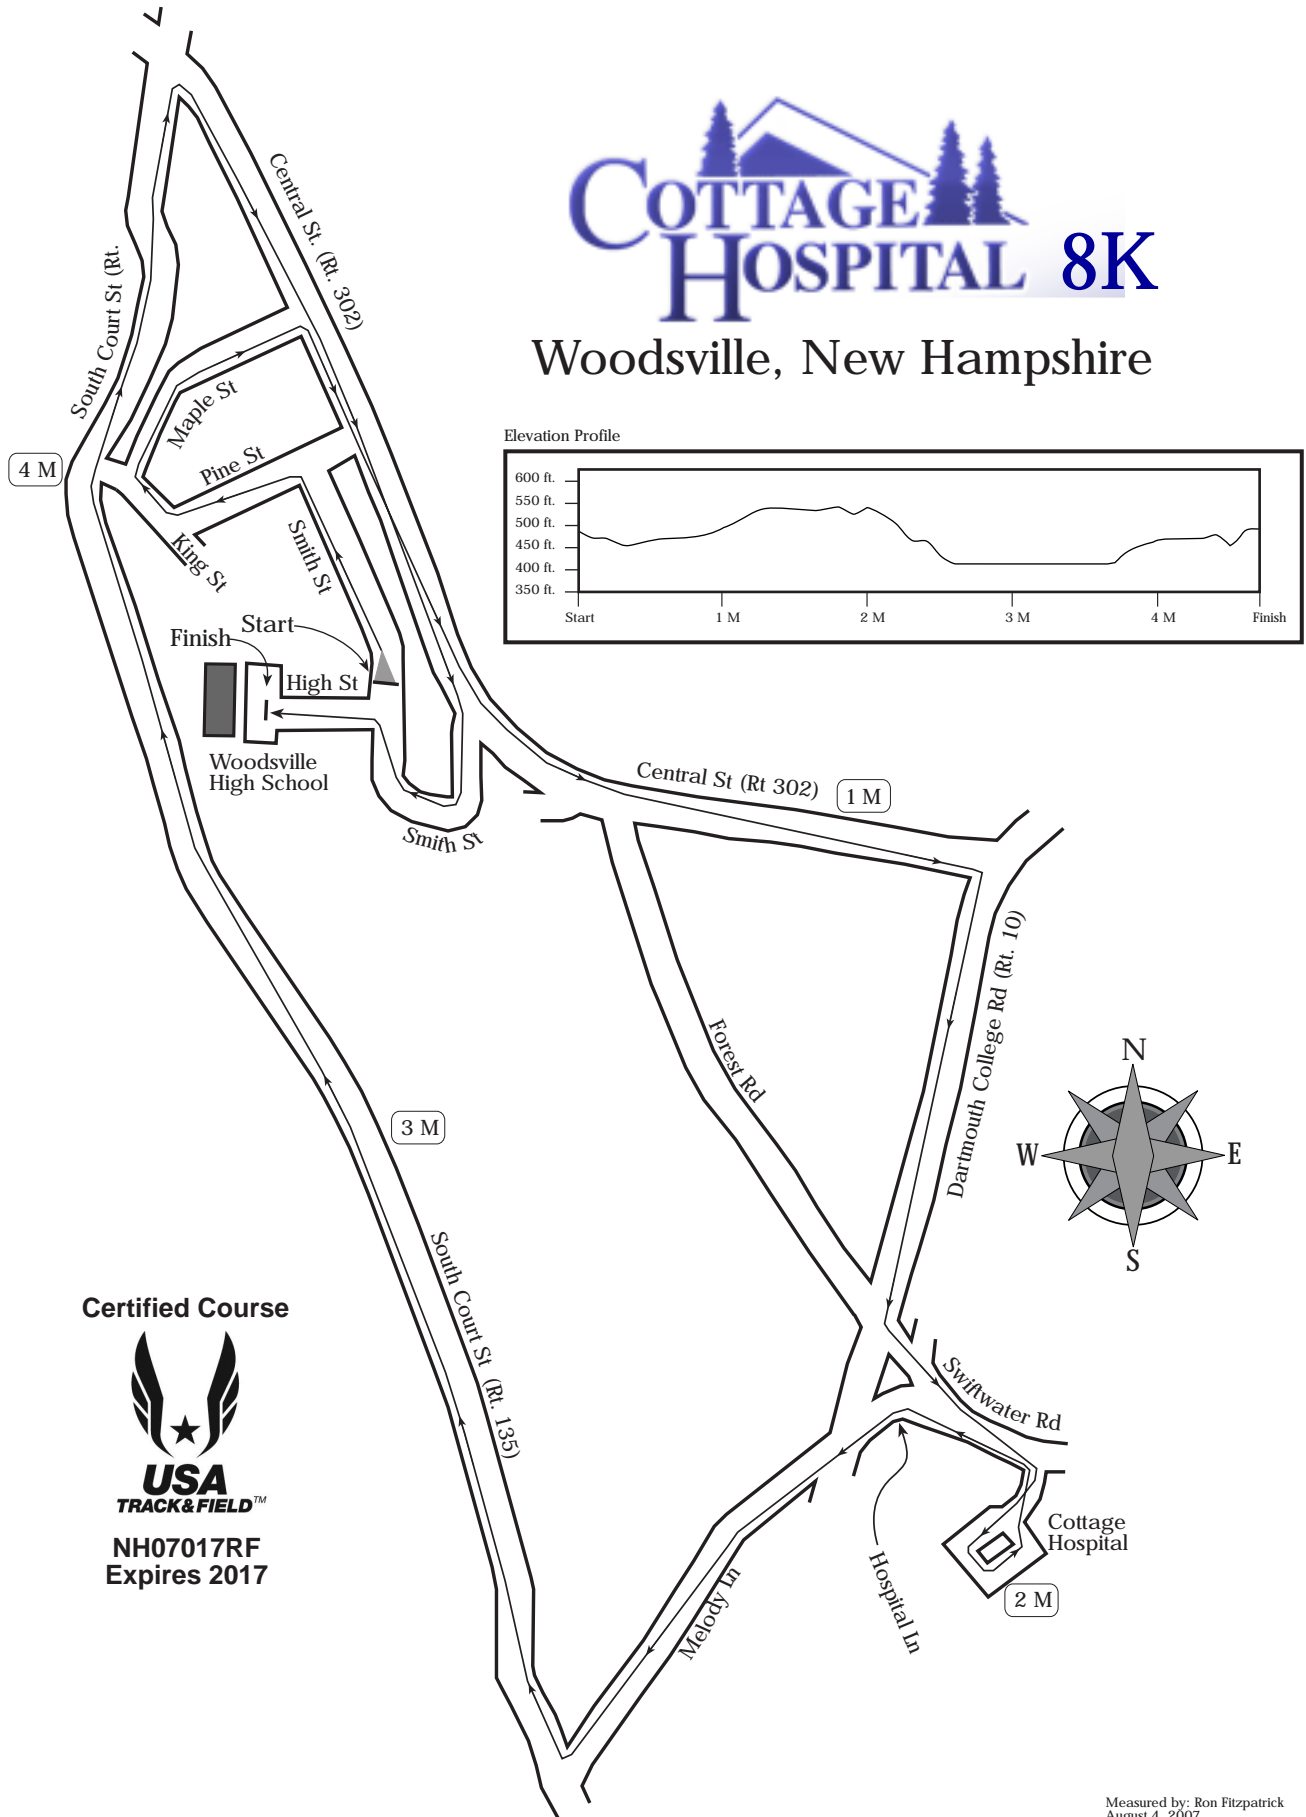 COTTAGE
HOSPITAL 8K
Woodsville, New Hampshire
Central St. (Rt. 302)
South Court St (Rt.
Maple St
Pine St
4 M
King St
Smith St
Elevation Profile
600 ft.
550 ft.
500 ft.
450 ft.
400 ft.
350 ft.
Start
1 M
2 M
3 M
4 M
Finish
Start
Finish
High St
Woodsville
High School
Smith St
Central St (Rt 302)
1 M
Dartmouth College Rd (Rt. 10)
Forest Rd
N
W
E
S
3 M
South Court St (Rt. 135)
Swiftwater Rd
Certified Course
USA
TRACK&FIELD™
NH07017RF
Expires 2017
Cottage
Hospital
2 M
Hospital Ln
Melody Ln
Measured by: Ron Fitzpatrick
August 4, 2007